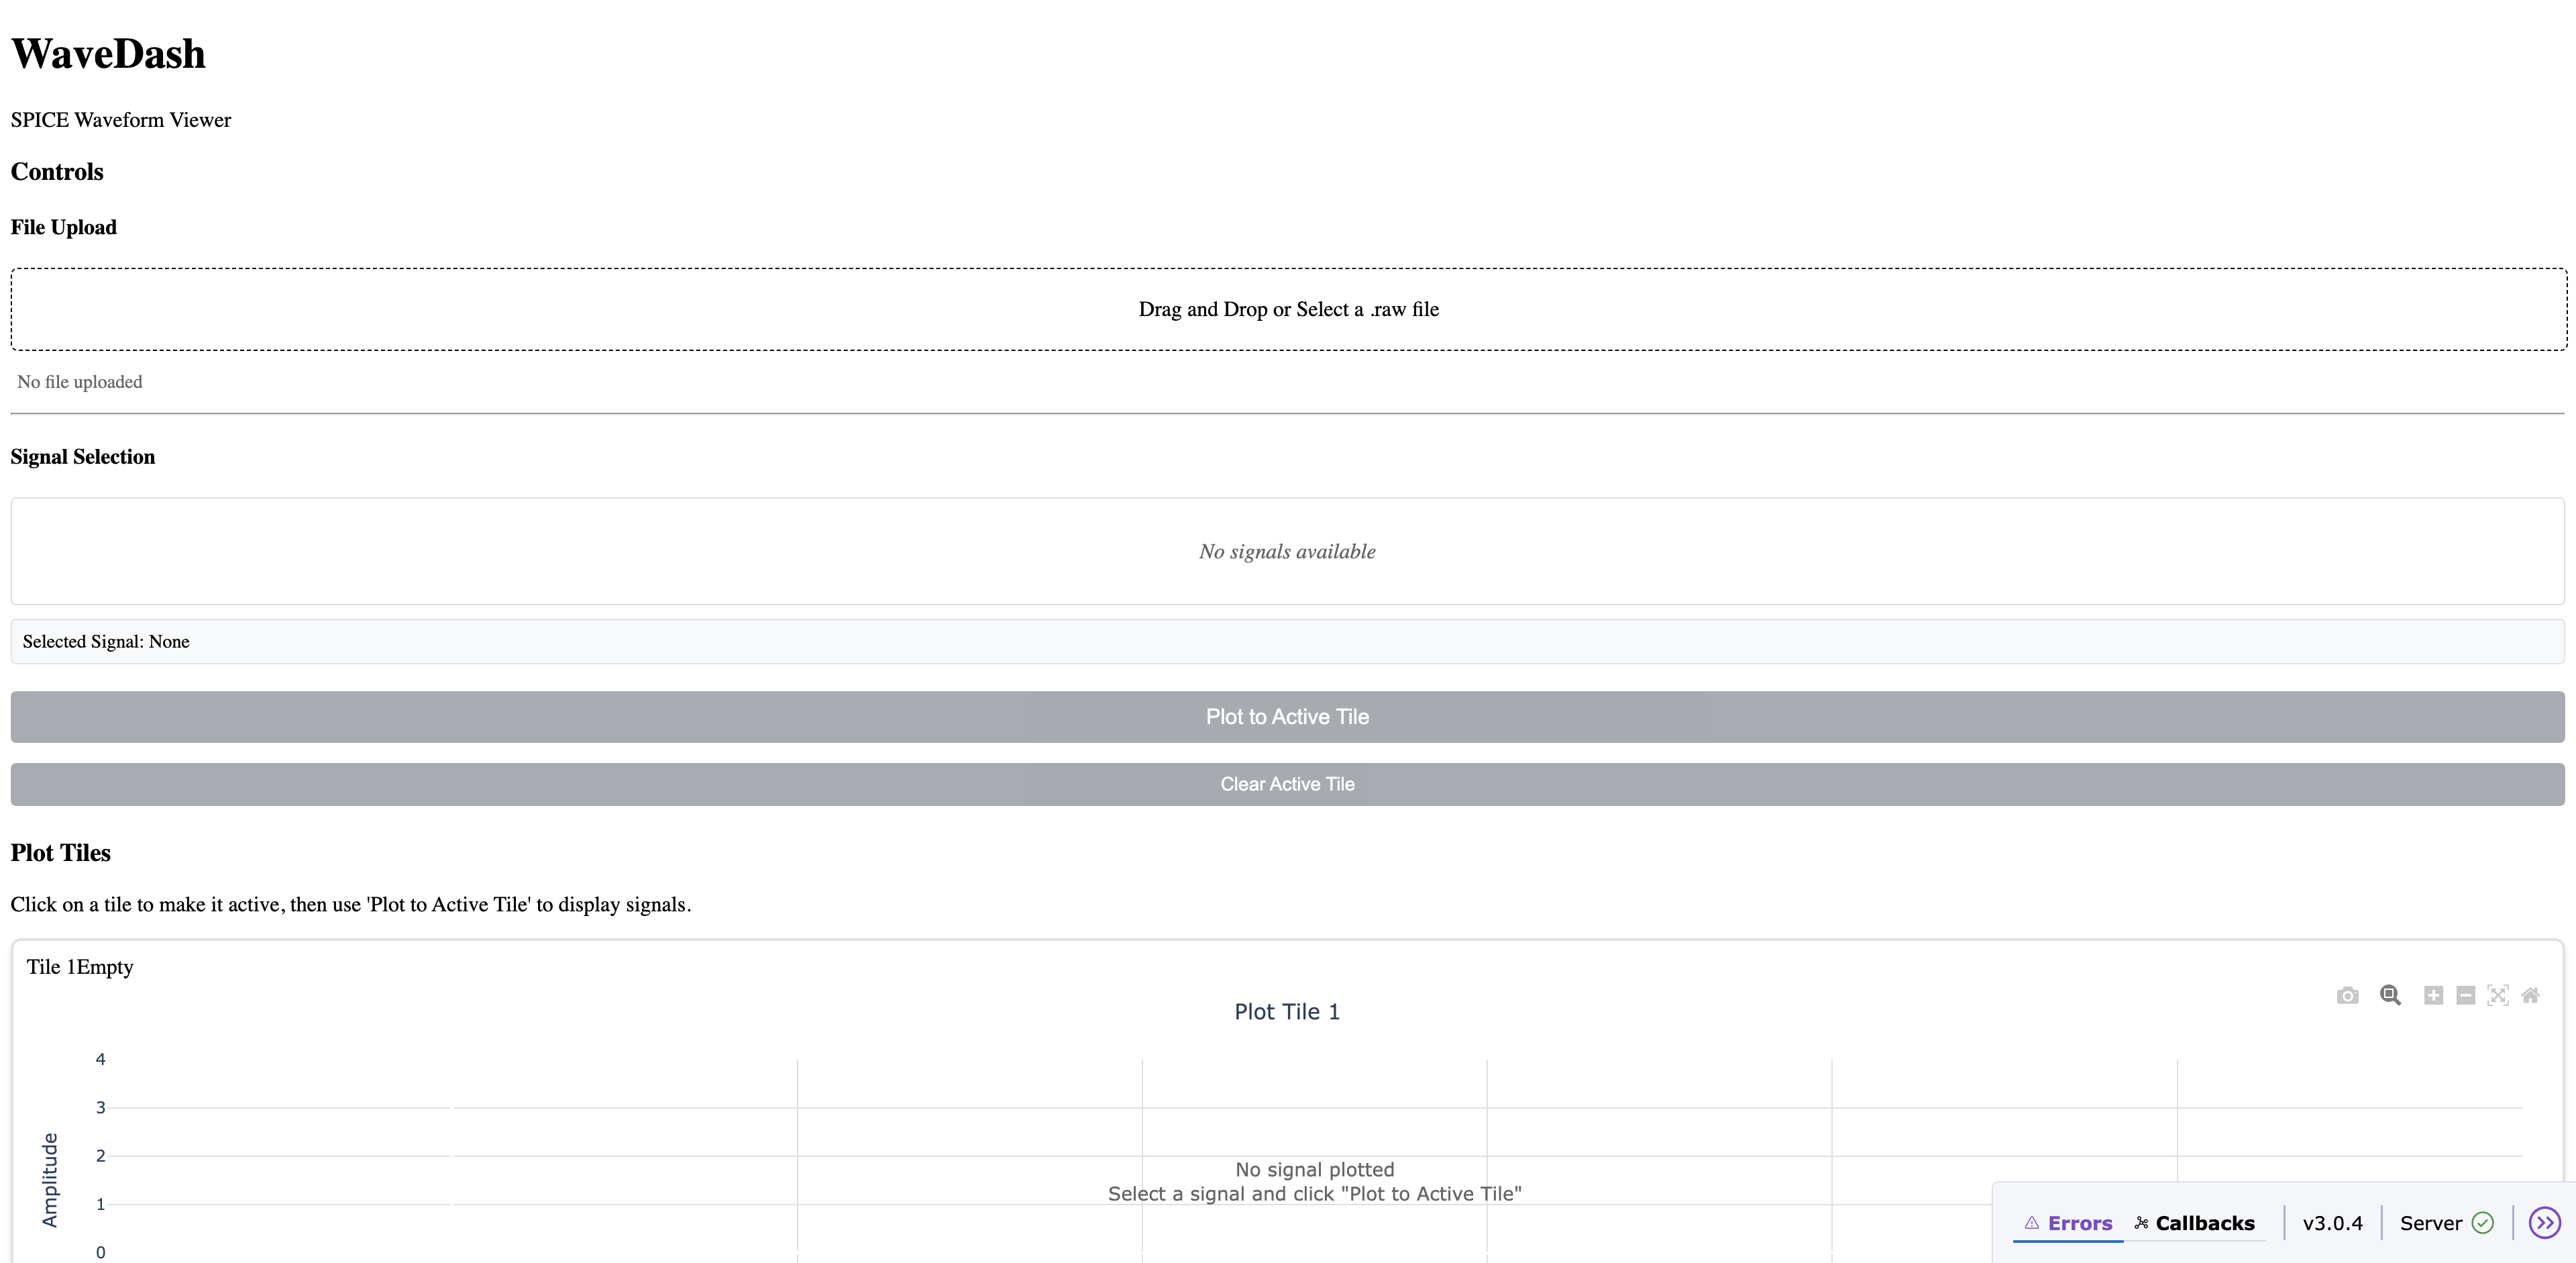 WaveDash
SPICE Waveform Viewer
Controls
File Upload
Drag and Drop or Select a .raw file
No file uploaded
Signal Selection
No signals available
Selected Signal: None
Plot to Active Tile
Clear Active Tile
Plot Tiles
Click on a tile to make it active, then use 'Plot to Active Tile' to display signals.
Tile 1Empty
Plot Tile 1
4
3
2
1
0
Amplitude
No signal plotted
Select a signal and click "Plot to Active Tile"
Errors Callbacks v3.0.4 Server